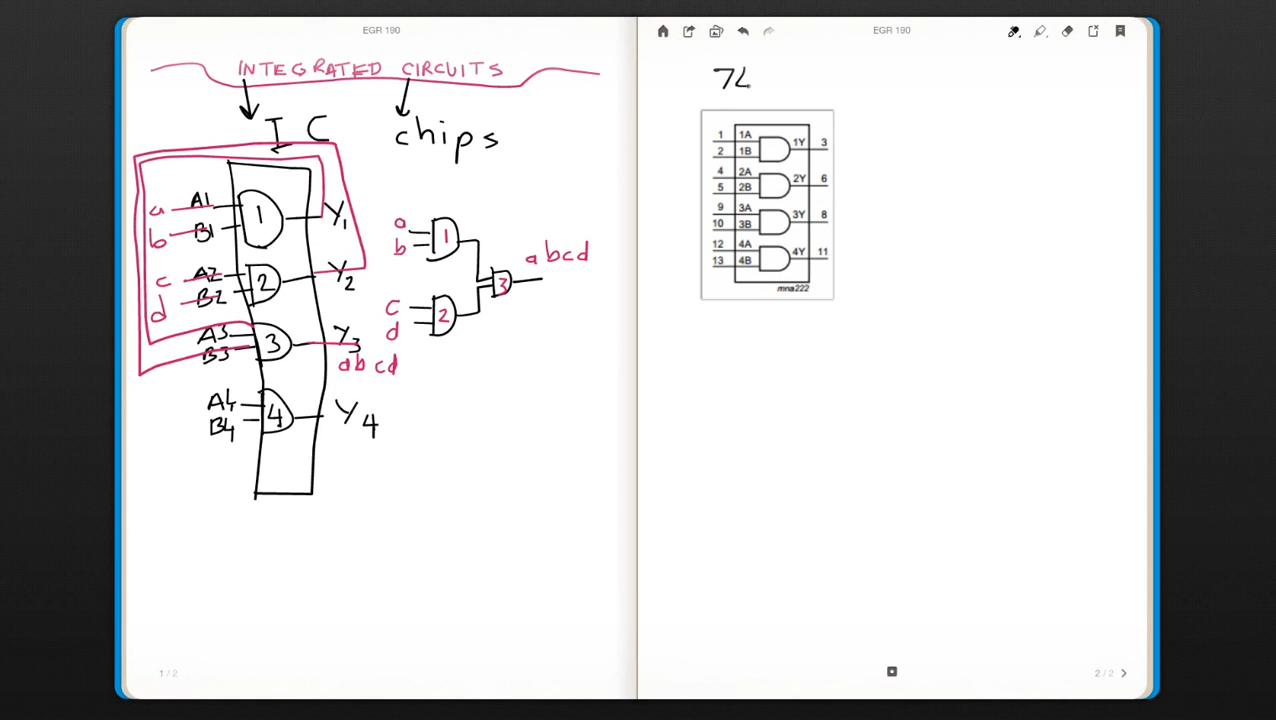 EGR 190
INTEGRATED CIRCUITS
I C
chips
a A1
b B1
1
Y1
c A2
d B2
2
Y2
A3
B3
3
Y3
abcd
A4
B4
4
Y4
a
b
1
c
d
2
3
abcd
1 / 2
EGR 190
74
1 1A 1Y 3
2 1B
4 2A 2Y 6
5 2B
9 3A 3Y 8
10 3B
12 4A 4Y 11
13 4B
mna222
2 / 2